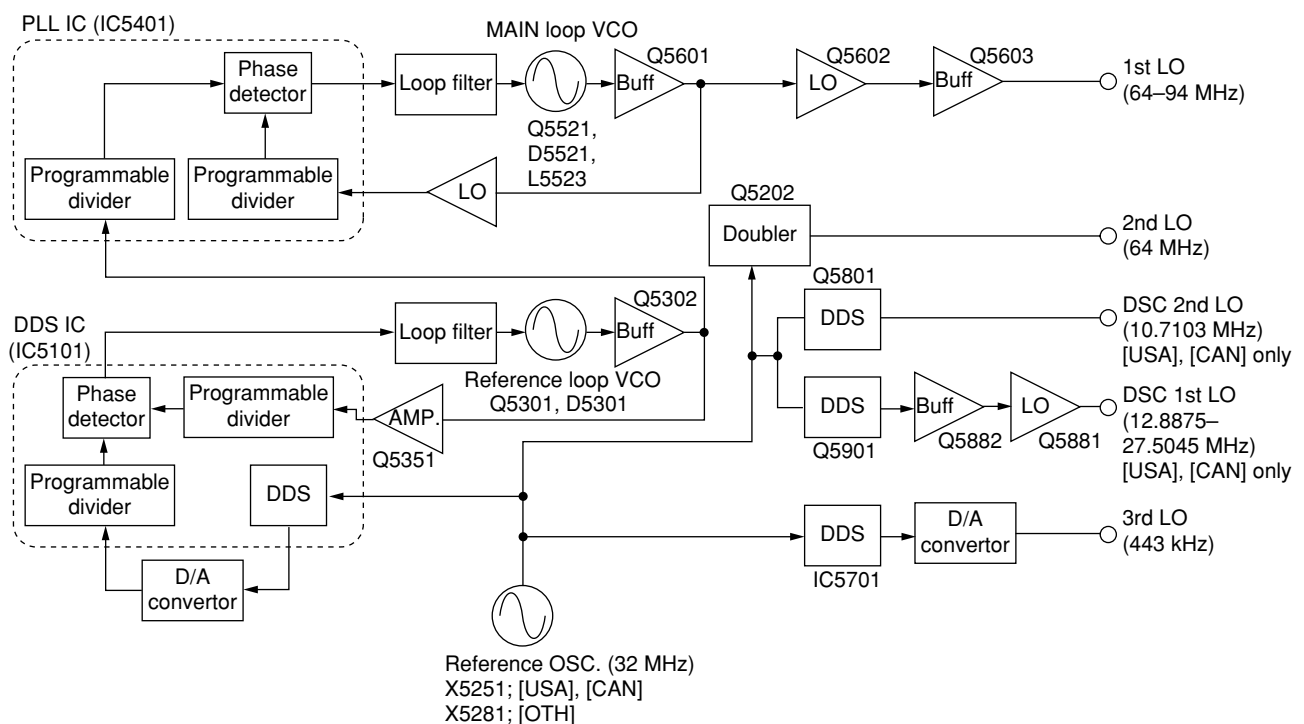 PLL IC (IC5401)
Phase
detector
Programmable
divider
Programmable
divider
Loop filter
MAIN loop VCO
Q5521,
D5521,
L5523
Q5601
Buff
LO
Q5602
LO
Q5603
Buff
1st LO
(64–94 MHz)
Q5202
Doubler
2nd LO
(64 MHz)
DDS IC
(IC5101)
Phase
detector
Programmable
divider
Programmable
divider
DDS
D/A
convertor
Loop filter
Reference loop VCO
Q5301, D5301
Q5302
Buff
AMP.
Q5351
Q5801
DDS
DSC 2nd LO
(10.7103 MHz)
[USA], [CAN] only
DDS
Q5901
Buff
Q5882
LO
Q5881
DSC 1st LO
(12.8875–
27.5045 MHz)
[USA], [CAN] only
DDS
IC5701
D/A
convertor
3rd LO
(443 kHz)
Reference OSC. (32 MHz)
X5251; [USA], [CAN]
X5281; [OTH]